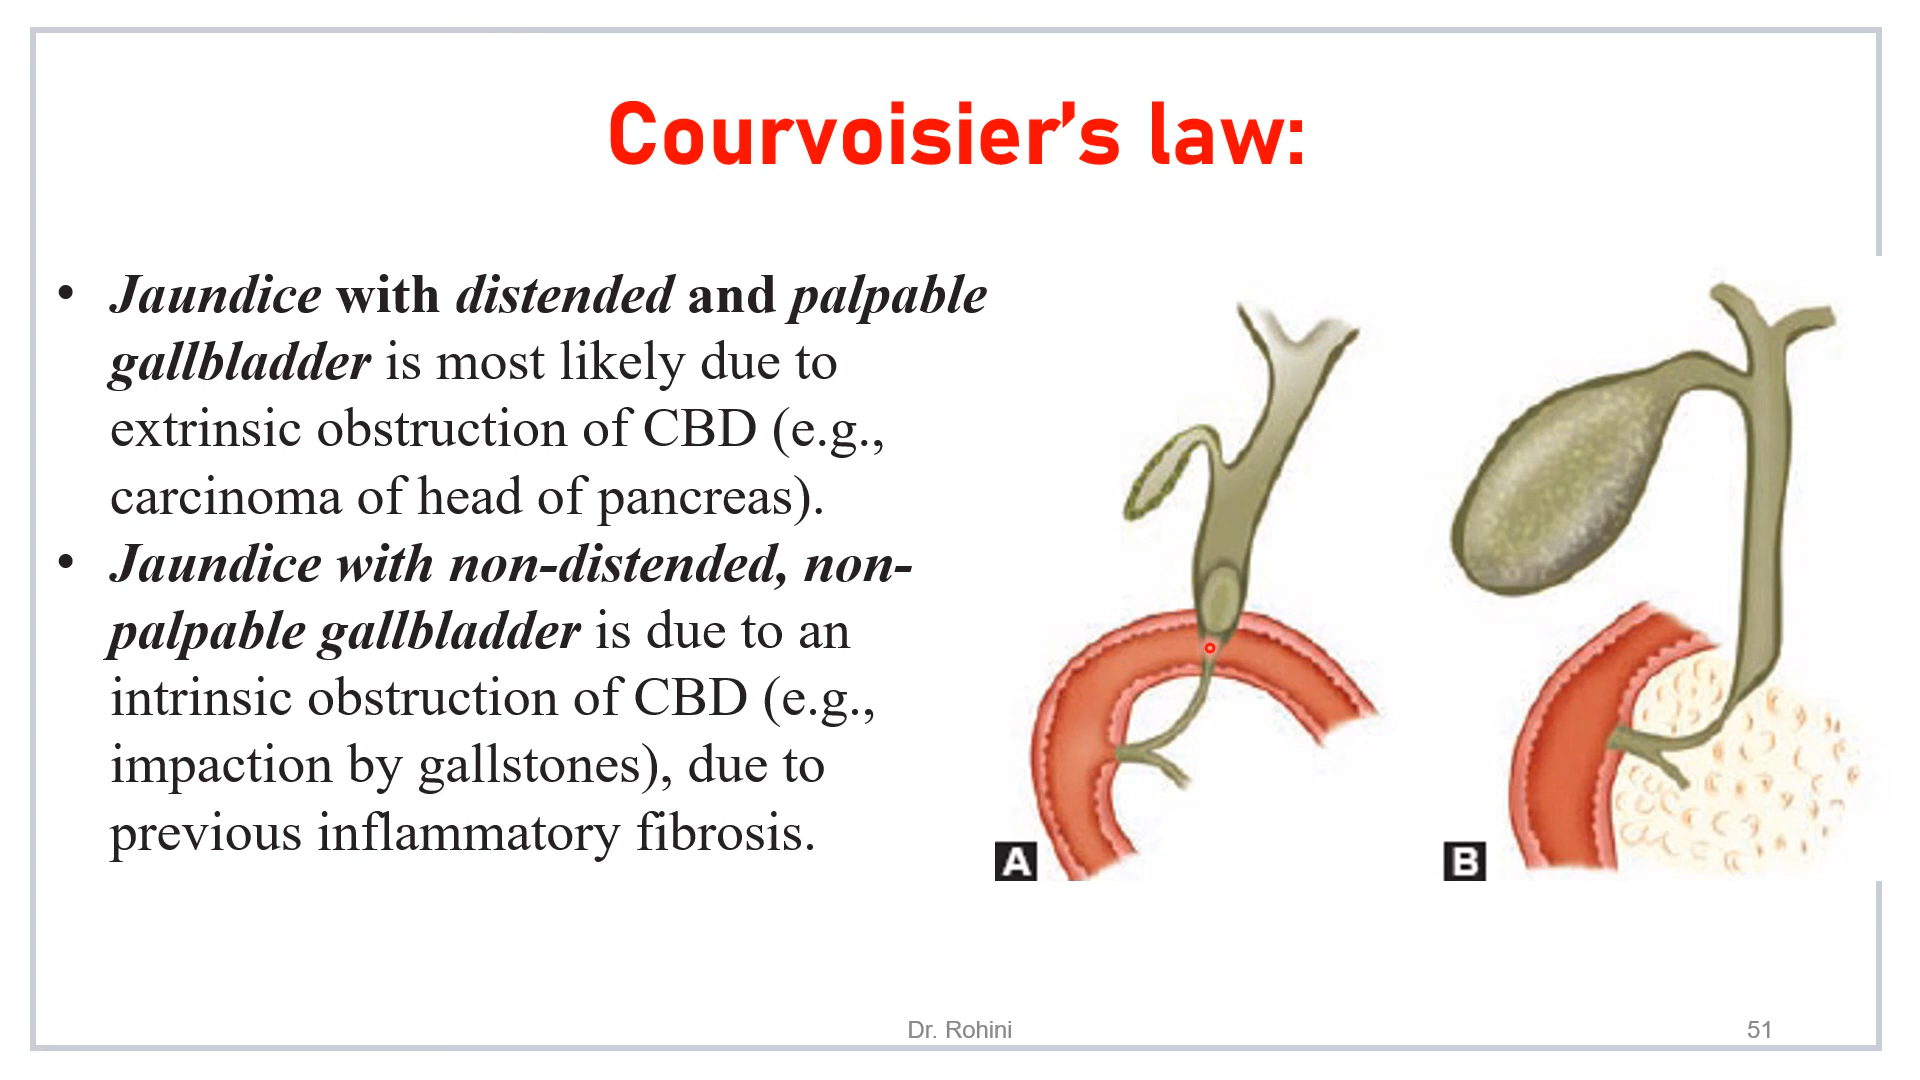 Courvoisier’s law:
• Jaundice with distended and palpable
gallbladder is most likely due to
extrinsic obstruction of CBD (e.g.,
carcinoma of head of pancreas).
• Jaundice with non-distended, non-
palpable gallbladder is due to an
intrinsic obstruction of CBD (e.g.,
impaction by gallstones), due to
previous inflammatory fibrosis.
A
B
Dr. Rohini
51